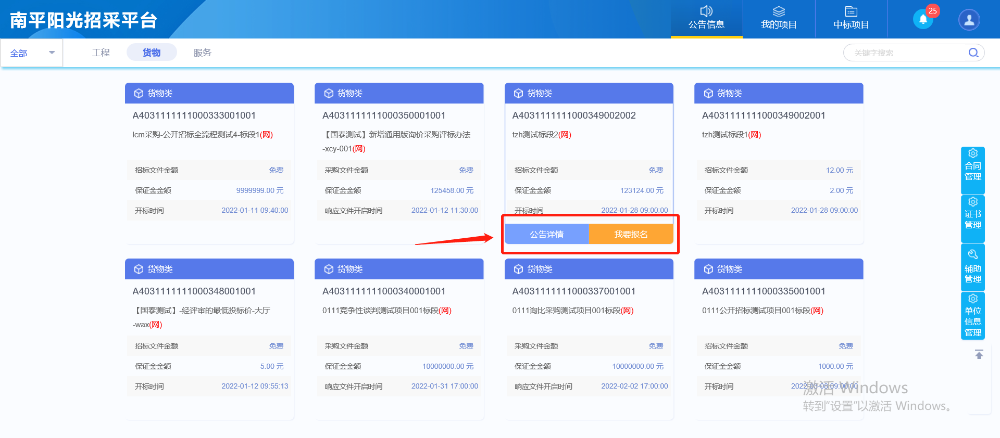 南平阳光招采平台
公告信息
我的项目
中标项目
25
全部
工程
货物
服务
关键字搜索
货物类
A4031111111000333001001
lcm采购-公开招标全流程测试4-标段1(网)
招标文件金额 免费
保证金金额 9999999.00 元
开标时间 2022-01-11 09:40:00
货物类
A4031111111000350001001
【国泰测试】新增通用版询价采购评标办法
-xcy-001(网)
采购文件金额 免费
保证金金额 125458.00 元
响应文件开启时间 2022-01-12 11:30:00
货物类
A4031111111000349002002
tzh测试标段2(网)
招标文件金额 免费
保证金金额 123124.00 元
开标时间 2022-01-28 09:00:00
公告详情 我要报名
货物类
A4031111111000349002001
tzh测试标段1(网)
招标文件金额 12.00 元
保证金金额 2.00 元
开标时间 2022-01-28 09:00:00
货物类
A4031111111000348001001
【国泰测试】-经评审的最低投标价-大厅
-wax(网)
招标文件金额 免费
保证金金额 5.00 元
开标时间 2022-01-12 09:55:13
货物类
A4031111111000340001001
0111竞争性谈判测试项目001标段(网)
采购文件金额 免费
保证金金额 10000000.00 元
响应文件开启时间 2022-01-31 17:00:00
货物类
A4031111111000337001001
0111询比采购测试项目001标段(网)
采购文件金额 免费
保证金金额 10000000.00 元
响应文件开启时间 2022-02-02 17:00:00
货物类
A4031111111000335001001
0111公开招标测试项目001标段(网)
招标文件金额 免费
保证金金额 1000.00 元
开标时间 2022-03-08 09:00:00
合同
管理
证书
管理
辅助
管理
单位
信息
管理
激活 Windows
转到“设置”以激活 Windows。